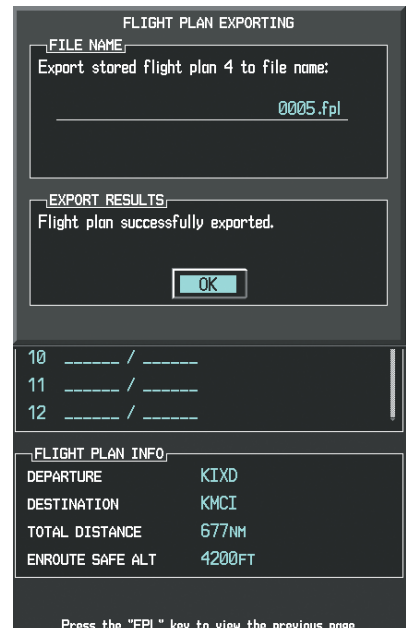 FLIGHT PLAN EXPORTING
FILE NAME
Export stored flight plan 4 to file name:
0005.fpl
EXPORT RESULTS
Flight plan successfully exported.
OK
10 ______ / ______
11 ______ / ______
12 ______ / ______
FLIGHT PLAN INFO
DEPARTURE KIXD
DESTINATION KMCI
TOTAL DISTANCE 677NM
ENROUTE SAFE ALT 4200FT
Press the "FPL" key to view the previous page